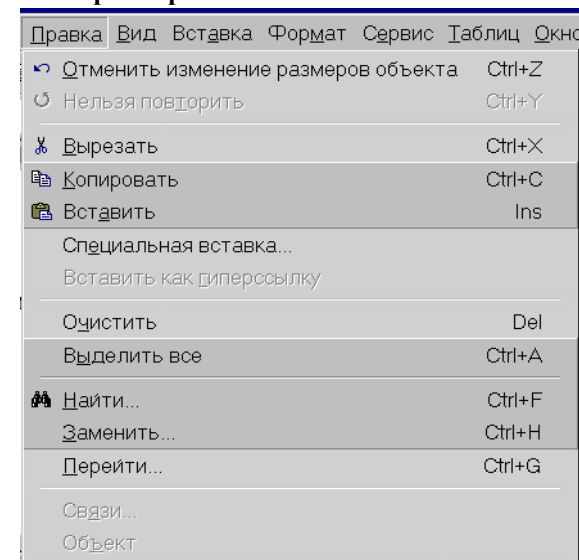 Правка Вид Вставка Формат Сервис Таблиц Окно
Отменить изменение размеров объекта Ctrl+Z
Нельзя повторить Ctrl+Y
Вырезать Ctrl+X
Копировать Ctrl+C
Вставить Ins
Специальная вставка...
Вставить как гиперссылку
Очистить Del
Выделить все Ctrl+A
Найти... Ctrl+F
Заменить... Ctrl+H
Перейти... Ctrl+G
Связи...
Объект